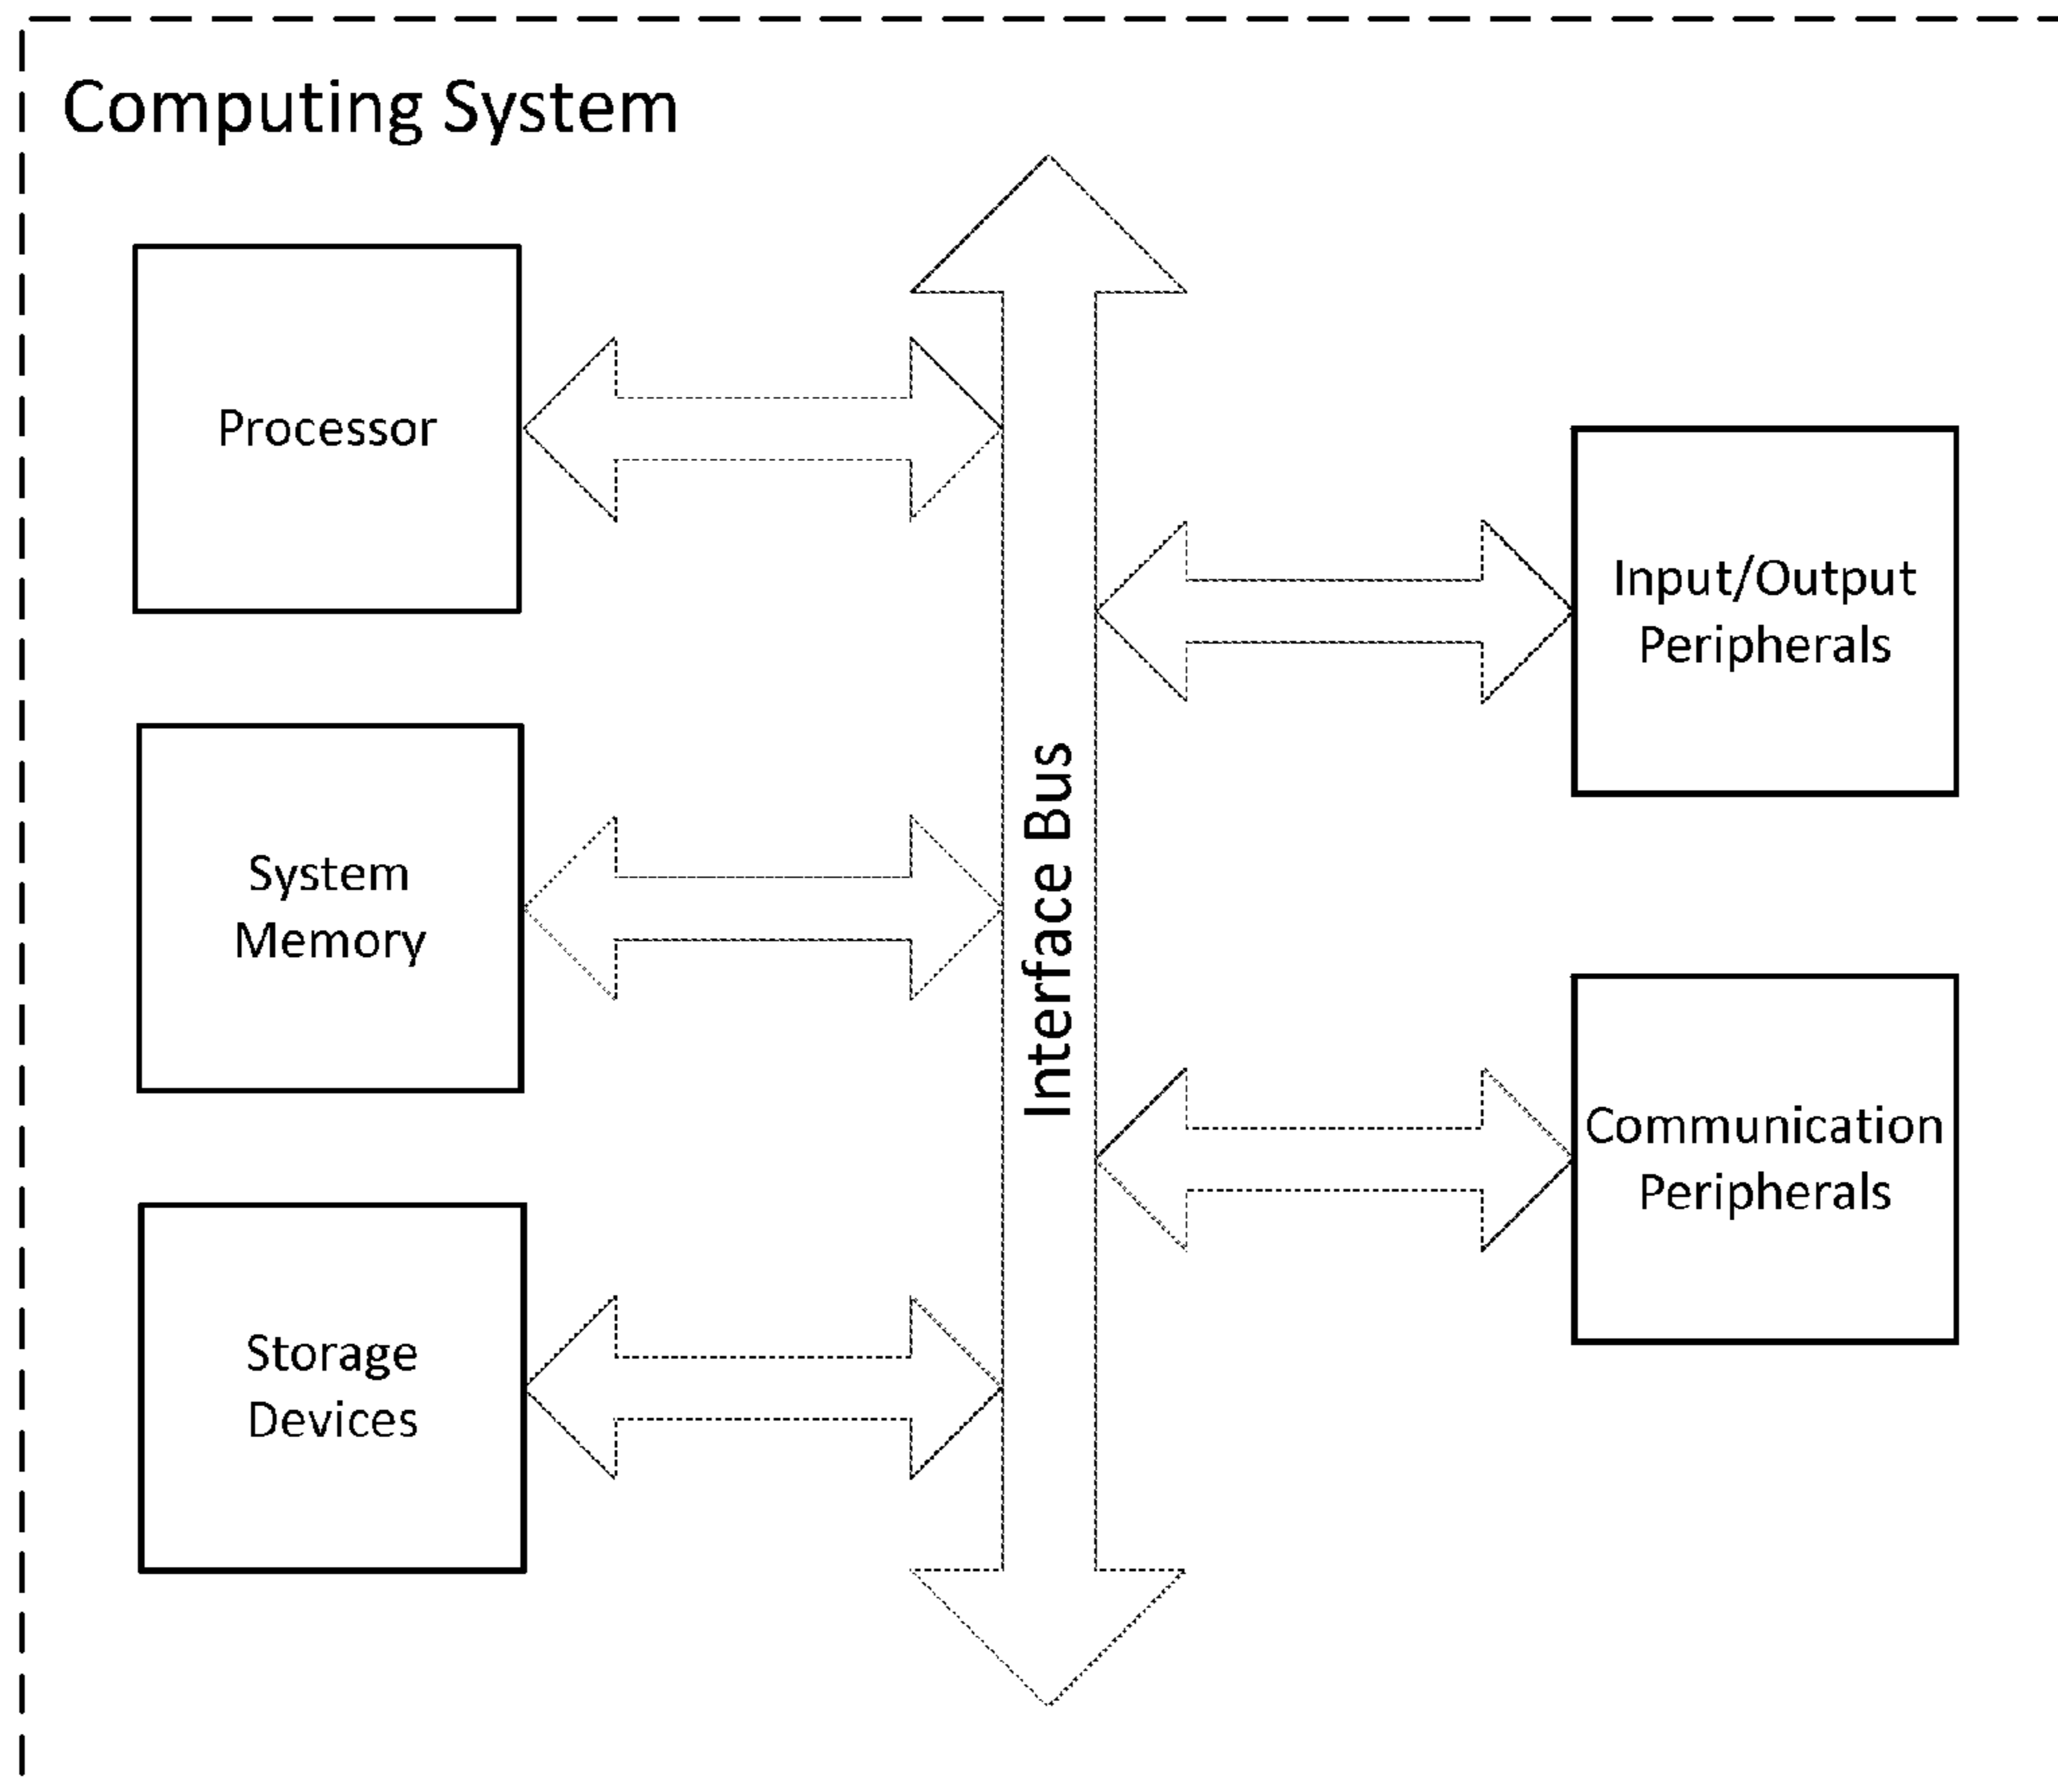 Computing System
Processor
System
Memory
Storage
Devices
Interface Bus
Input/Output
Peripherals
Communication
Peripherals